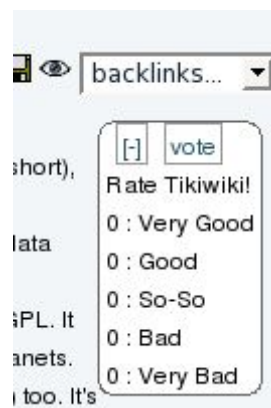 backlinks...
[-] vote
short),
Rate Tikiwiki!
0 : Very Good
lata
0 : Good
0 : So-So
GPL. It
0 : Bad
anets.
0 : Very Bad
too. It's